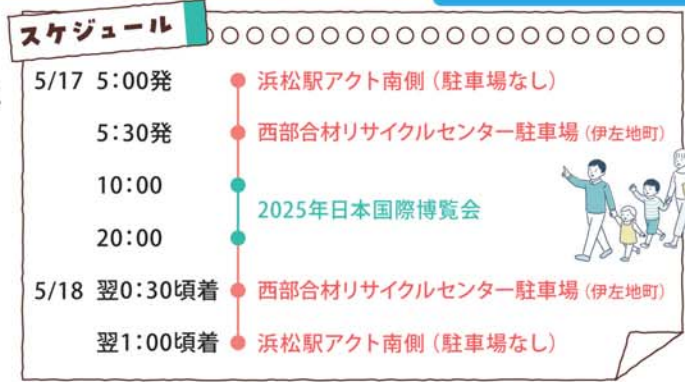 スケジュール
5/17 5:00発 浜松駅アクト南側（駐車場なし）
5:30発 西部合材リサイクルセンター駐車場（伊左地町）
10:00
2025年日本国際博覧会
20:00
5/18 翌0:30頃着 西部合材リサイクルセンター駐車場（伊左地町）
翌1:00頃着 浜松駅アクト南側（駐車場なし）